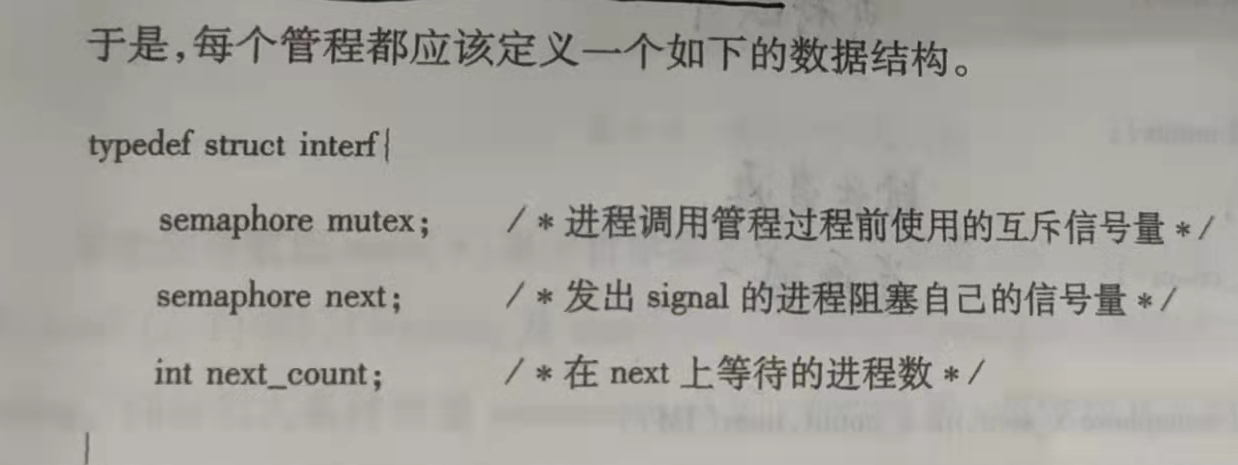 于是,每个管程都应该定义一个如下的数据结构。
typedef struct interf{
semaphore mutex; /*进程调用管程过程前使用的互斥信号量*/
semaphore next; /*发出 signal 的进程阻塞自己的信号量*/
int next_count; /*在 next 上等待的进程数*/
}